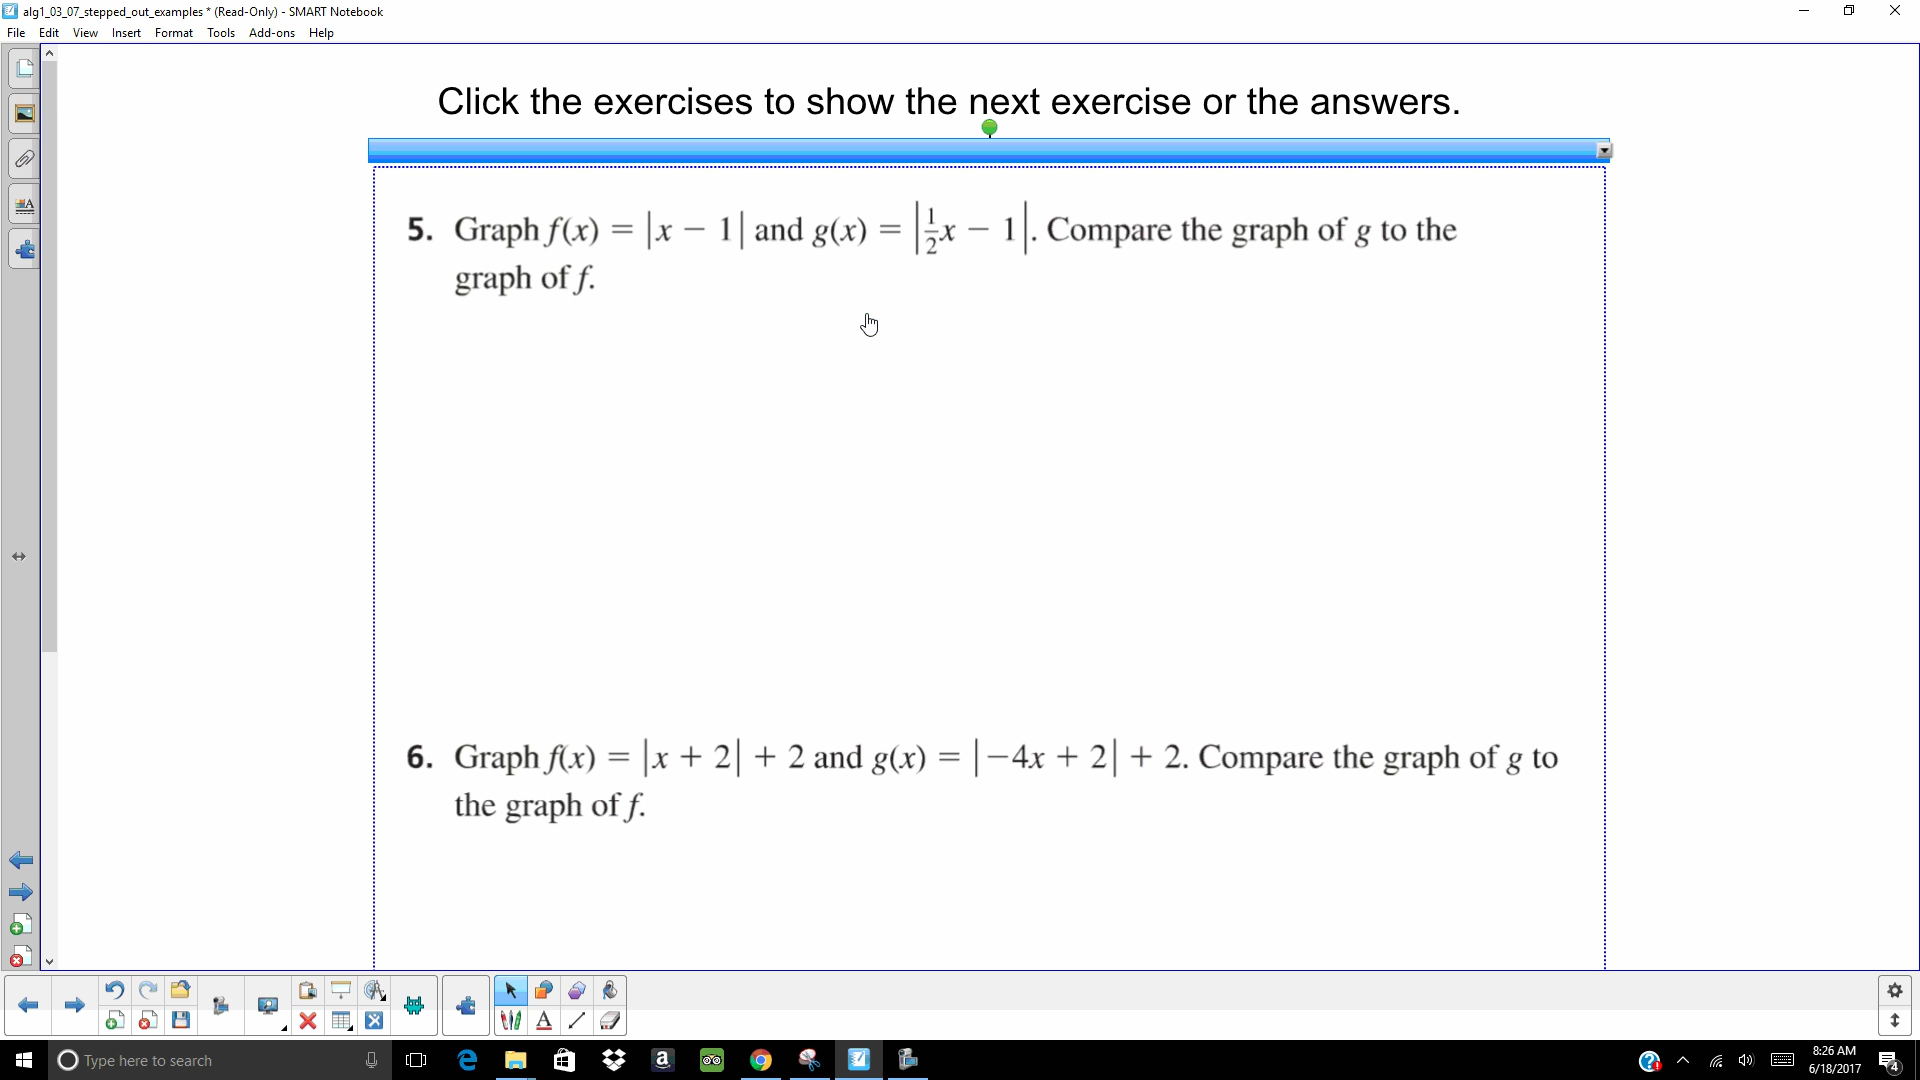 alg1_03_07_stepped_out_examples * (Read-Only) - SMART Notebook
File Edit View Insert Format Tools Add-ons Help
Click the exercises to show the next exercise or the answers.
5. Graph f(x) = |x − 1| and g(x) = |½x − 1|. Compare the graph of g to the
graph of f.
6. Graph f(x) = |x + 2| + 2 and g(x) = |−4x + 2| + 2. Compare the graph of g to
the graph of f.
Type here to search
8:26 AM
6/18/2017
4